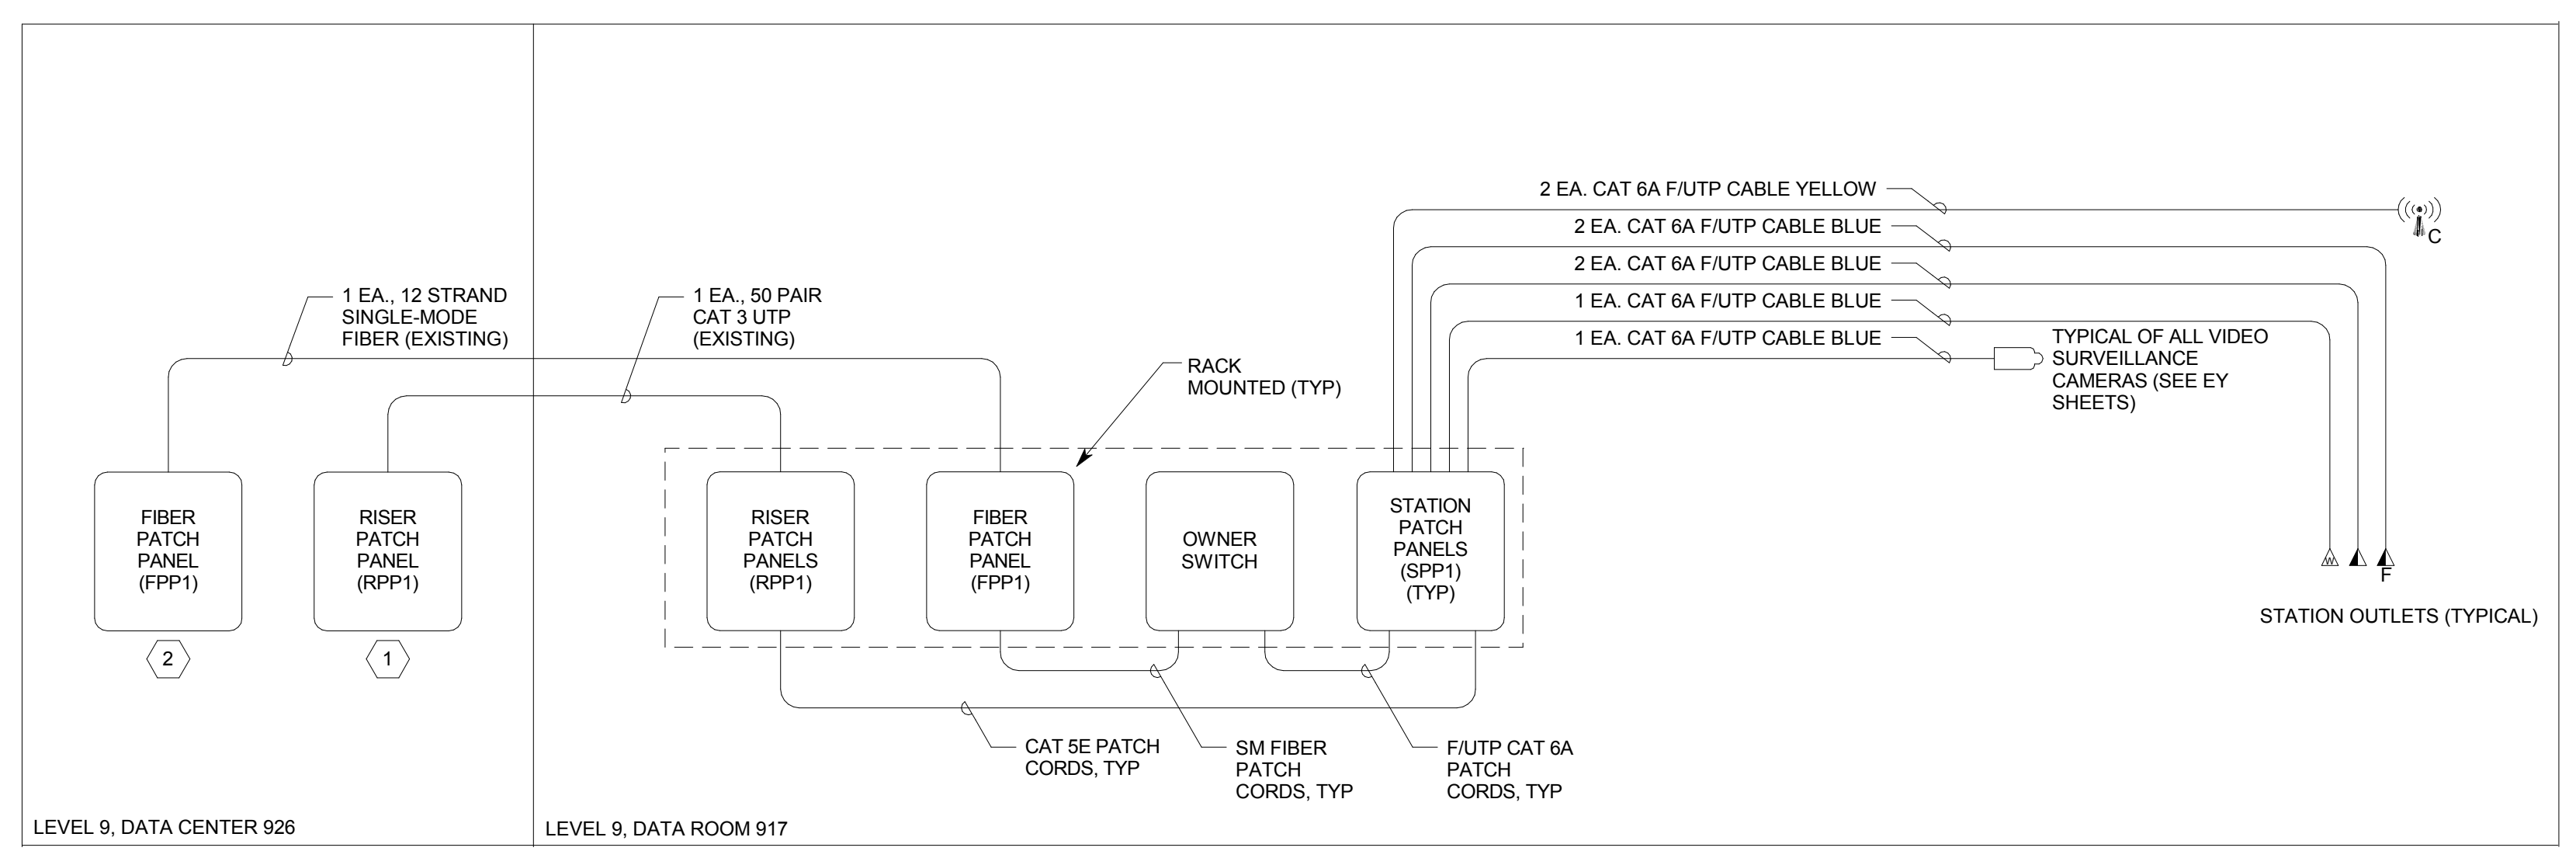 2 EA. CAT 6A F/UTP CABLE YELLOW
C
2 EA. CAT 6A F/UTP CABLE BLUE
2 EA. CAT 6A F/UTP CABLE BLUE
1 EA. CAT 6A F/UTP CABLE BLUE
1 EA. CAT 6A F/UTP CABLE BLUE
TYPICAL OF ALL VIDEO
SURVEILLANCE
CAMERAS (SEE EY
SHEETS)
1 EA., 12 STRAND
SINGLE-MODE
FIBER (EXISTING)
1 EA., 50 PAIR
CAT 3 UTP
(EXISTING)
RACK
MOUNTED (TYP)
FIBER
PATCH
PANEL
(FPP1)
2
RISER
PATCH
PANEL
(RPP1)
1
RISER
PATCH
PANELS
(RPP1)
FIBER
PATCH
PANEL
(FPP1)
OWNER
SWITCH
STATION
PATCH
PANELS
(SPP1)
(TYP)
W
F
STATION OUTLETS (TYPICAL)
CAT 5E PATCH
CORDS, TYP
SM FIBER
PATCH
CORDS, TYP
F/UTP CAT 6A
PATCH
CORDS, TYP
LEVEL 9, DATA CENTER 926
LEVEL 9, DATA ROOM 917